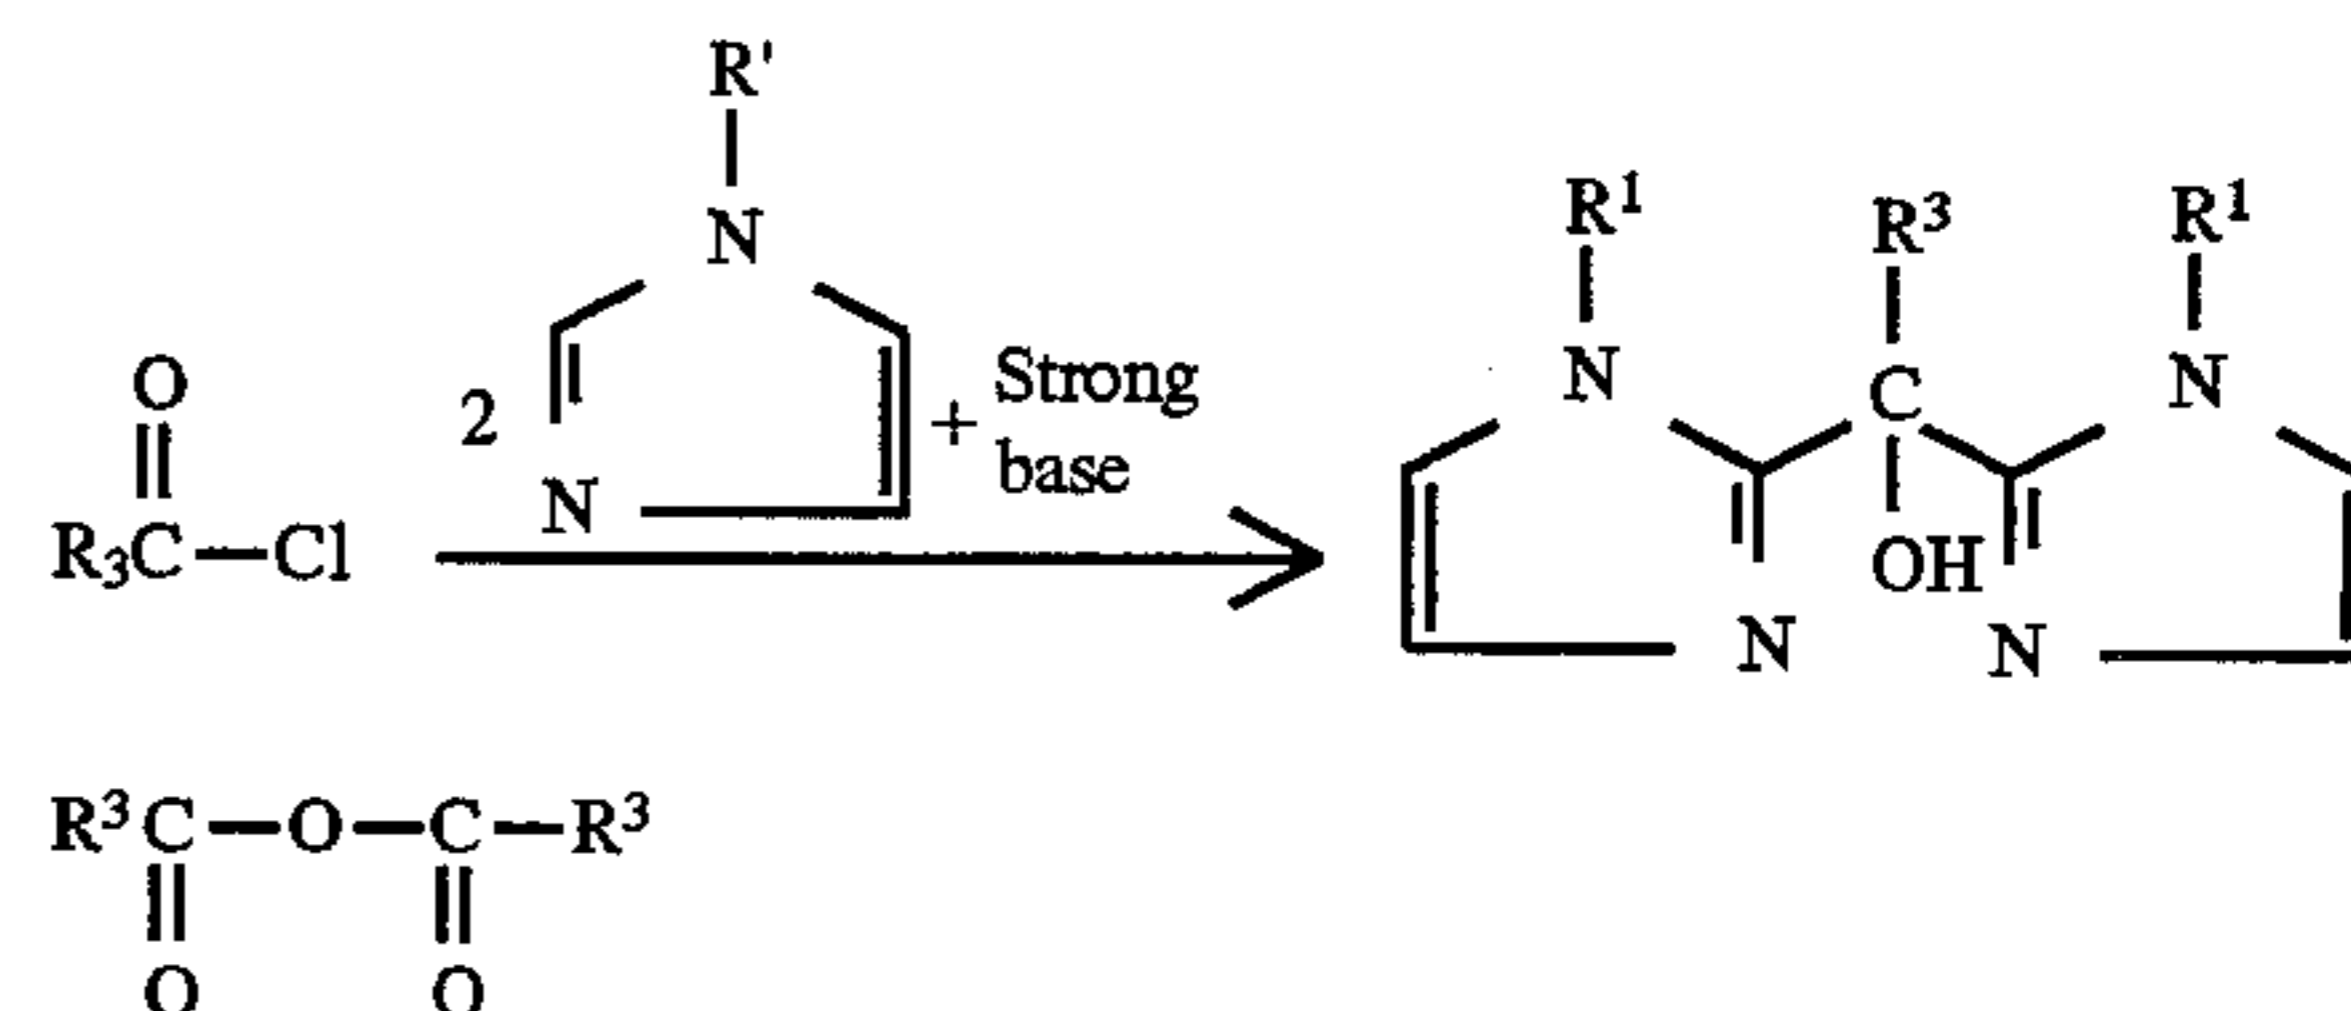 R'
N
2
N
+ Strong
base
O
R₃C—Cl
R¹ R³ R¹
N C N
OH
N N
R³C—O—C—R³
O O